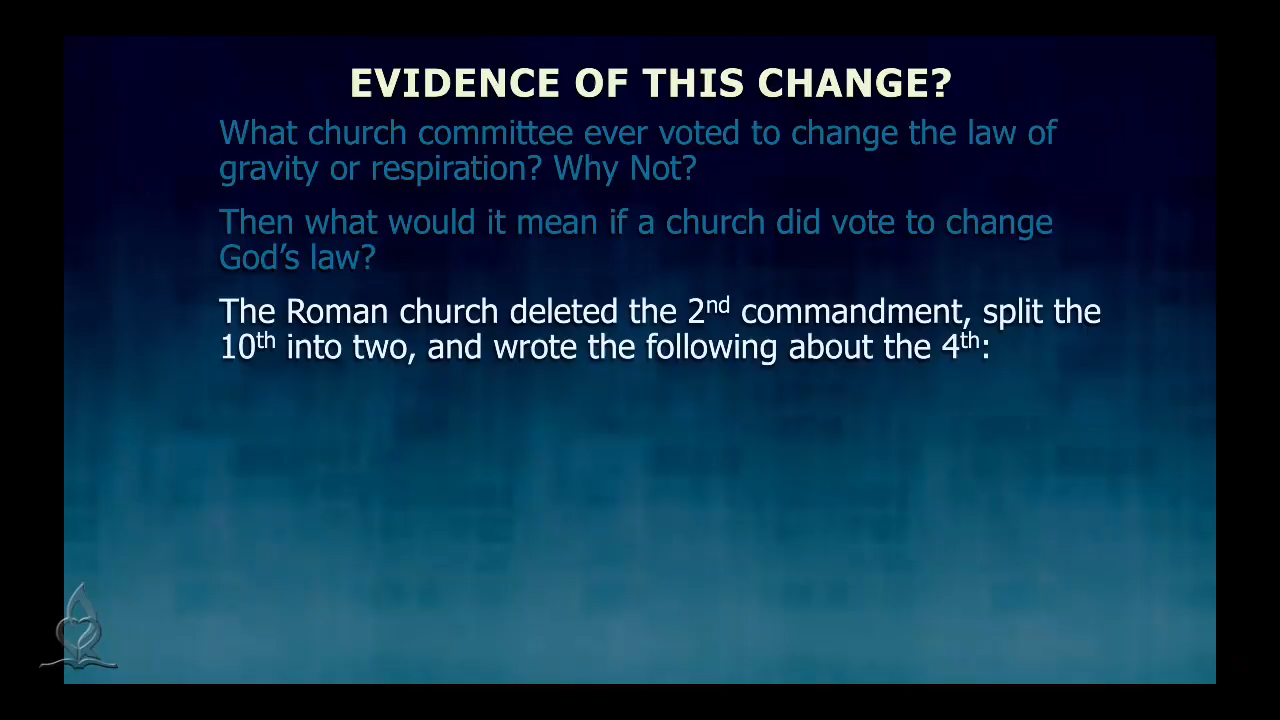 EVIDENCE OF THIS CHANGE?
What church committee ever voted to change the law of
gravity or respiration? Why Not?
Then what would it mean if a church did vote to change
God’s law?
The Roman church deleted the 2nd commandment, split the
10th into two, and wrote the following about the 4th: